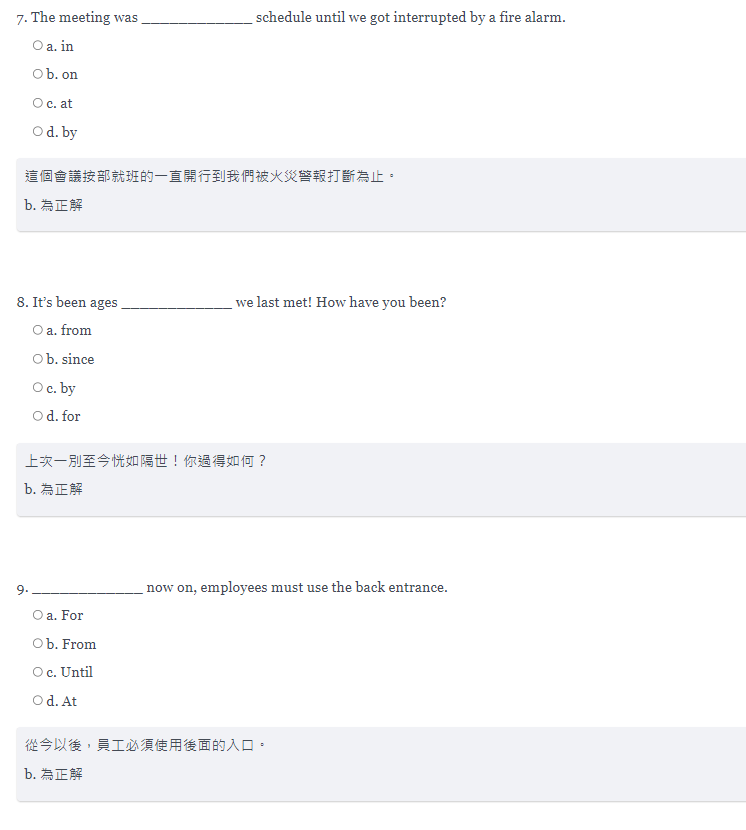 7. The meeting was _____________ schedule until we got interrupted by a fire alarm.
a. in
b. on
c. at
d. by
這個會議按部就班的一直開行到我們被火災警報打斷為止。
b. 為正解
8. It’s been ages _____________ we last met! How have you been?
a. from
b. since
c. by
d. for
上次一別至今恍如隔世！你過得如何？
b. 為正解
9. _____________ now on, employees must use the back entrance.
a. For
b. From
c. Until
d. At
從今以後，員工必須使用後面的入口。
b. 為正解